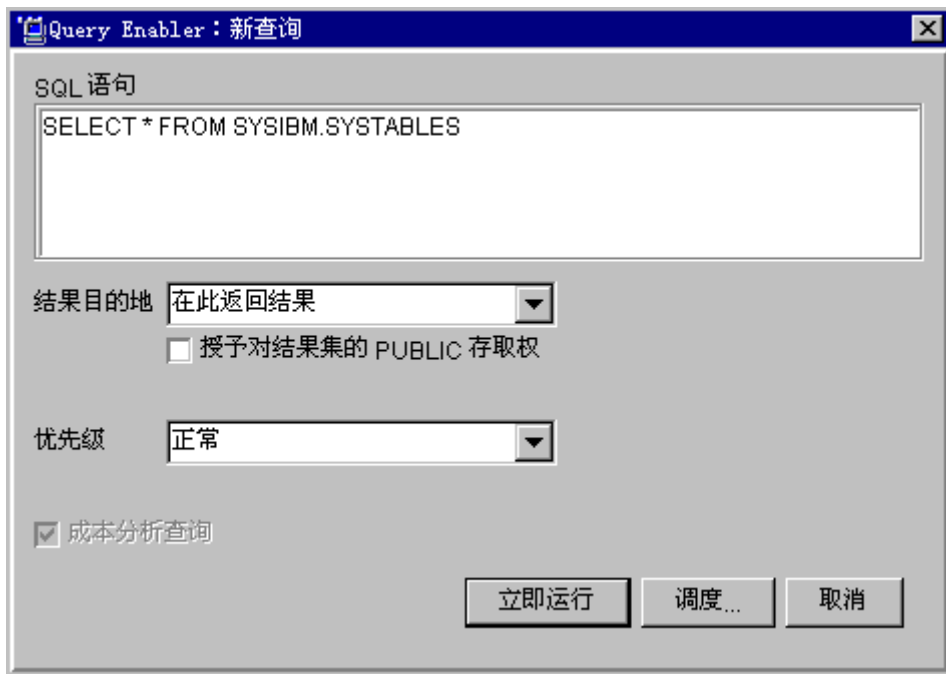 Query Enabler：新查询
SQL 语句
SELECT * FROM SYSIBM.SYSTABLES
结果目的地 在此返回结果
授予对结果集的 PUBLIC 存取权
优先级 正常
成本分析查询
立即运行 调度... 取消